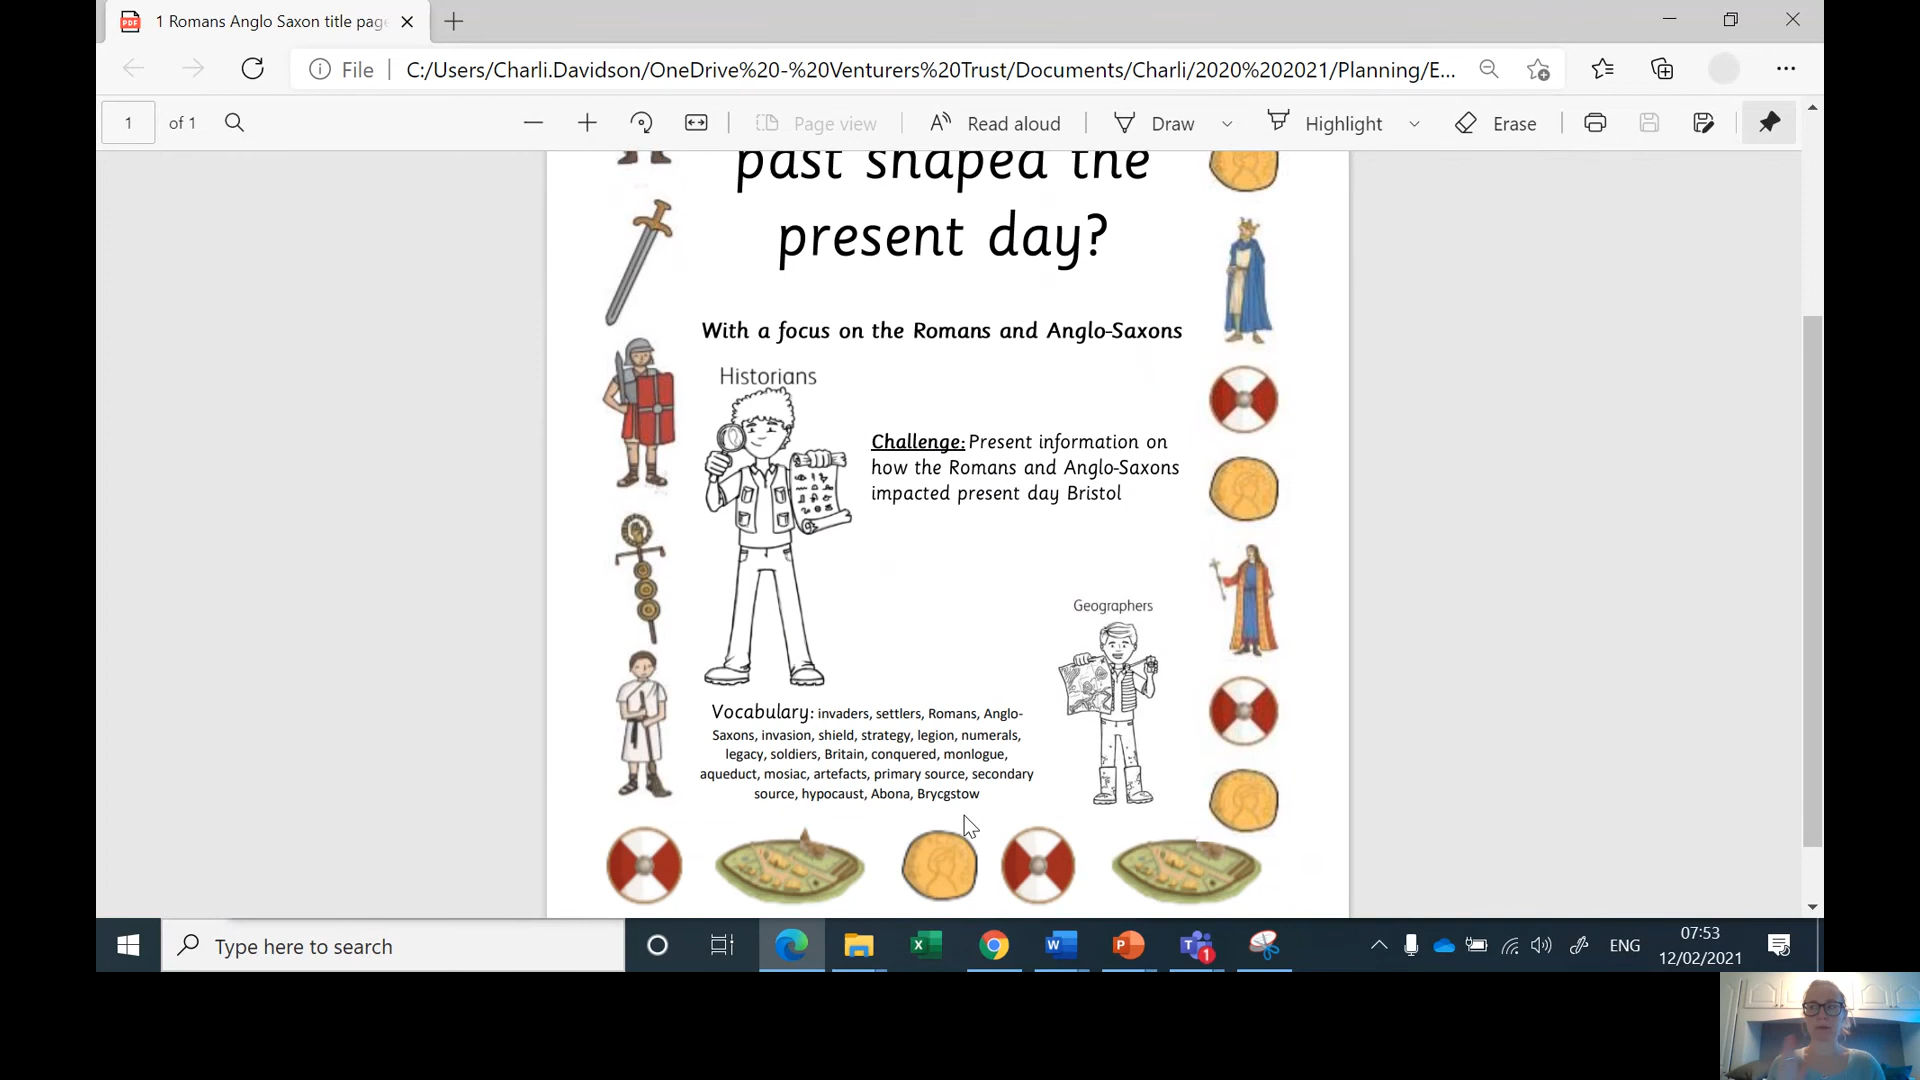 1 Romans Anglo Saxon title page
File
C:/Users/Charli.Davidson/OneDrive%20-%20Venturers%20Trust/Documents/Charli/2020%202021/Planning/E...
1 of 1
Page view
Read aloud
Draw
Highlight
Erase
past shaped the
present day?
With a focus on the Romans and Anglo-Saxons
Historians
Challenge: Present information on
how the Romans and Anglo-Saxons
impacted present day Bristol
Geographers
Vocabulary: invaders, settlers, Romans, Anglo-
Saxons, invasion, shield, strategy, legion, numerals,
legacy, soldiers, Britain, conquered, monlogue,
aqueduct, mosiac, artefacts, primary source, secondary
source, hypocaust, Abona, Brycgstow
Type here to search
ENG
07:53
12/02/2021